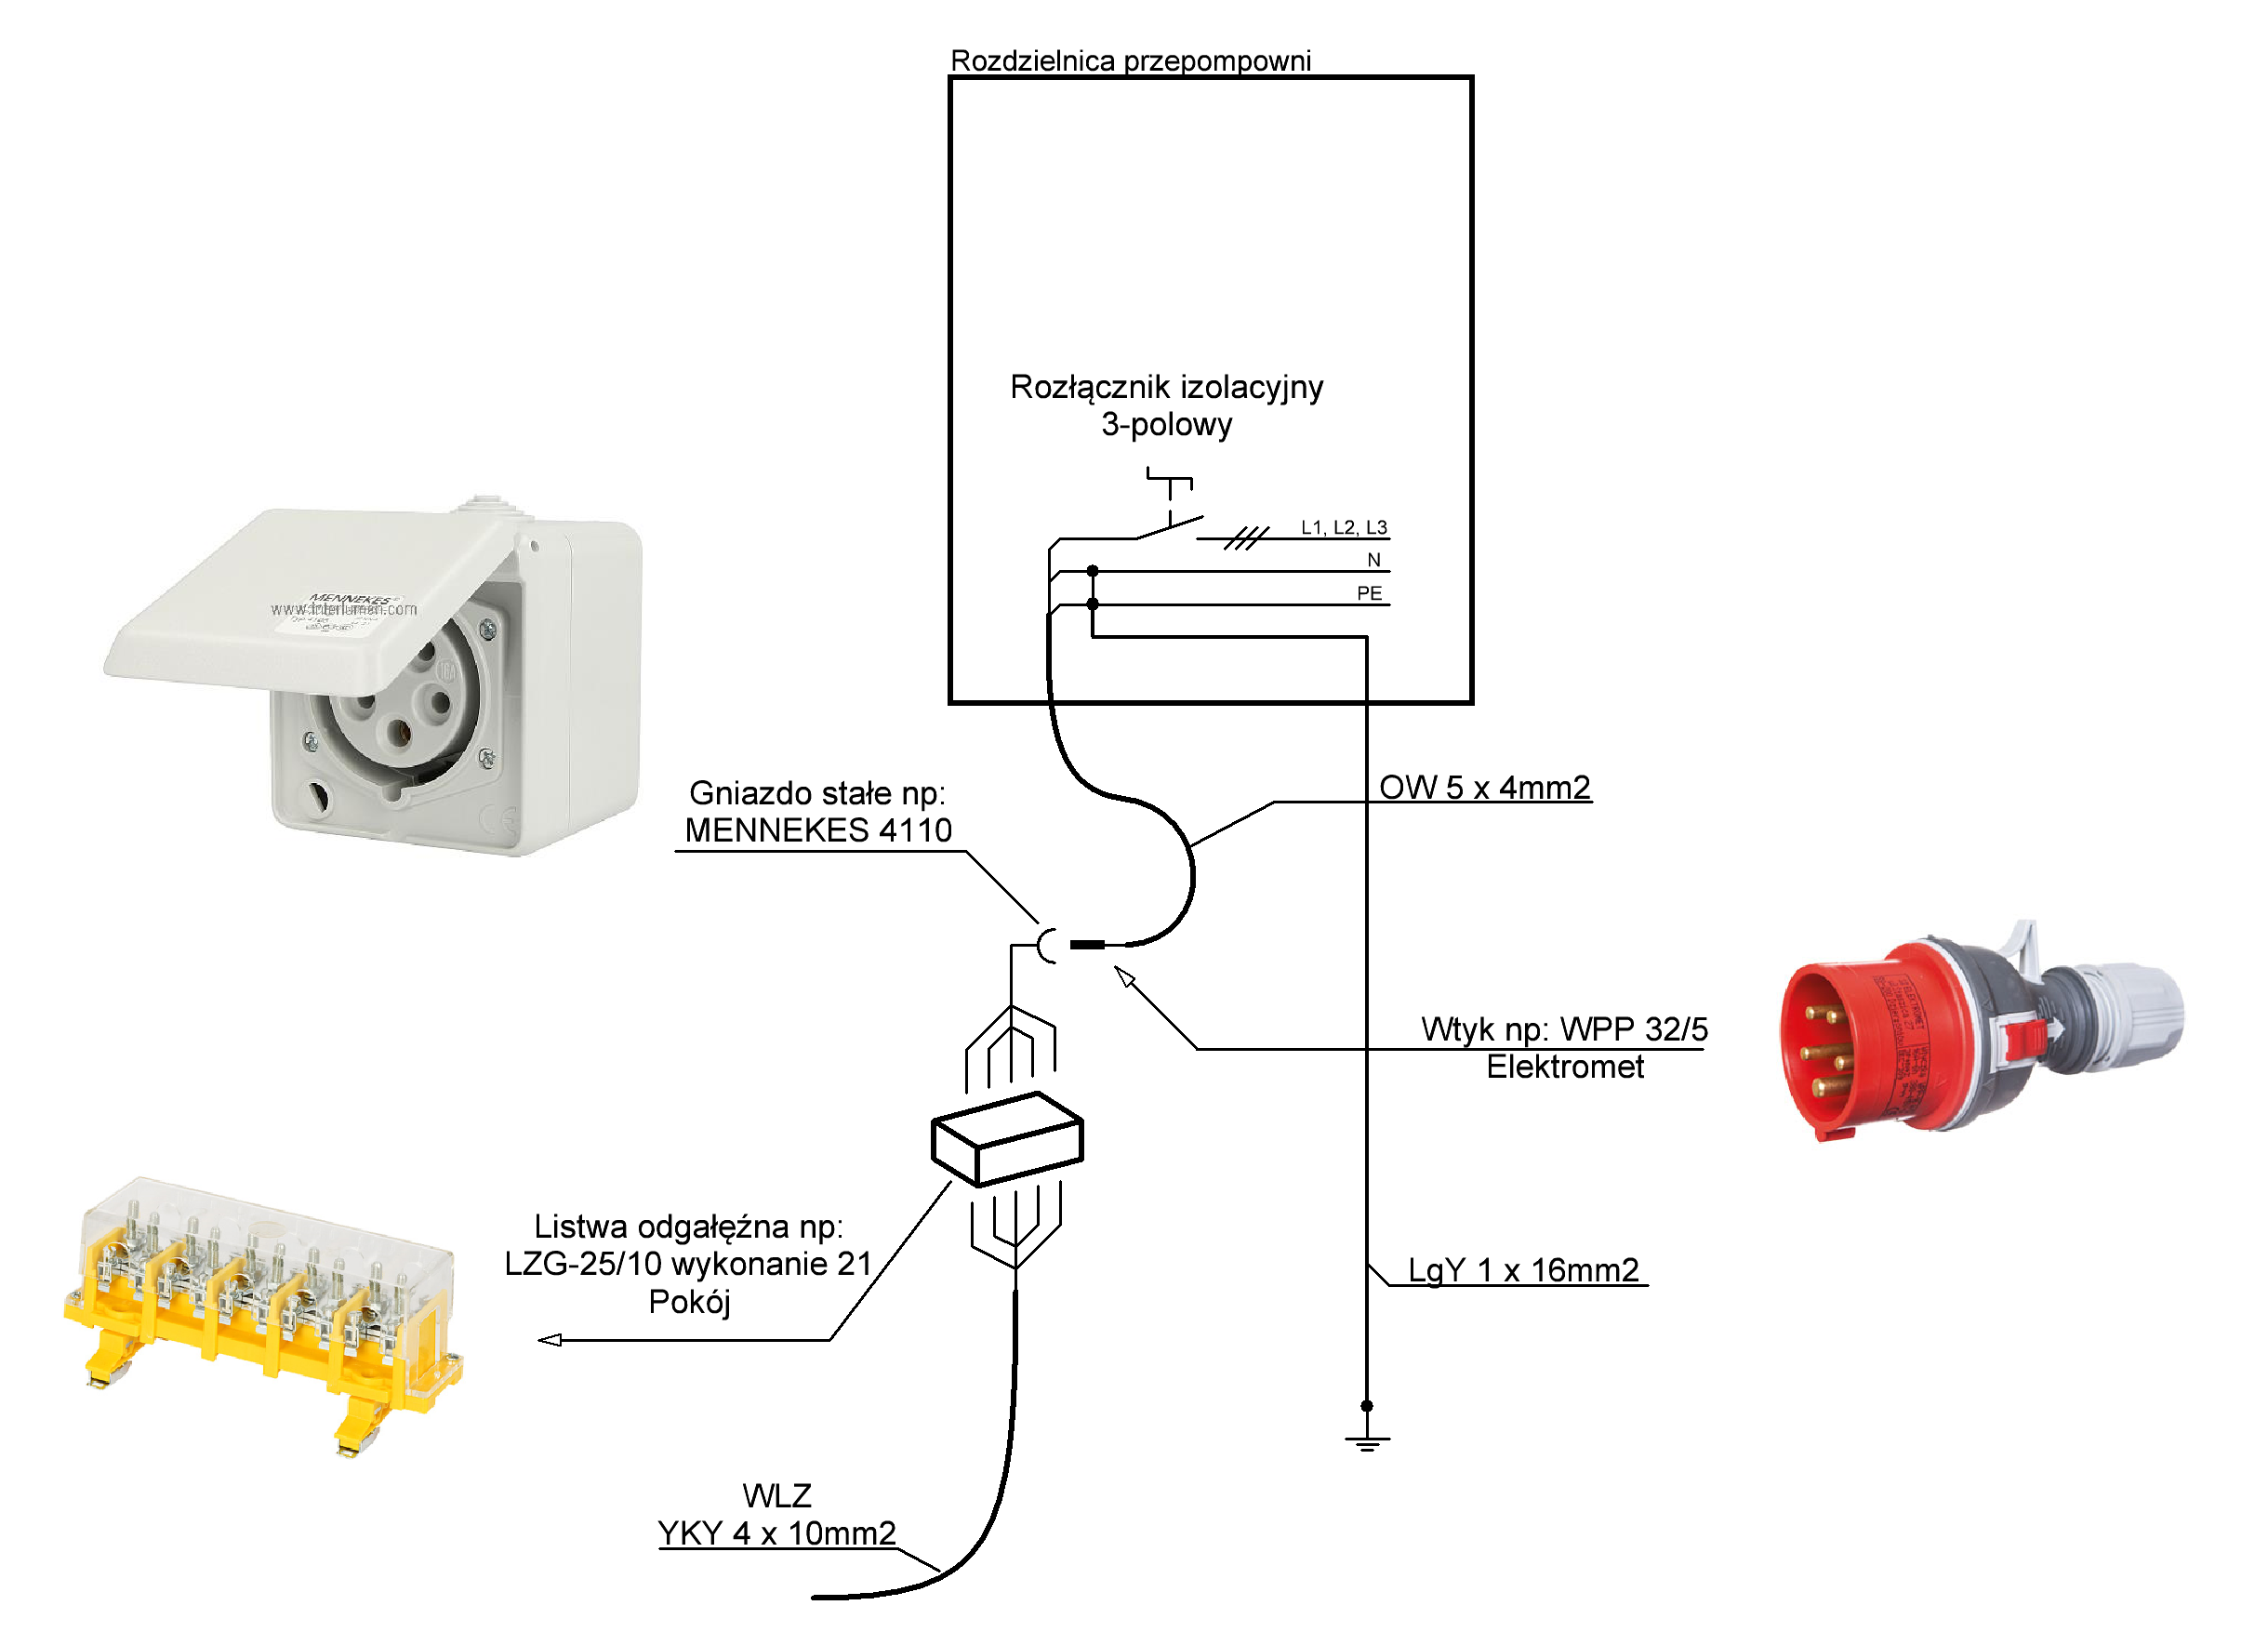 Rozdzielnica przepompowni
Rozłącznik izolacyjny
3-polowy
L1, L2, L3
N
PE
MENNEKES
www.interlumen.com
16A
Gniazdo stałe np:
MENNEKES 4110
OW 5 x 4mm2
Wtyk np: WPP 32/5
Elektromet
Listwa odgałęźna np:
LZG-25/10 wykonanie 21
Pokój
LgY 1 x 16mm2
WLZ
YKY 4 x 10mm2